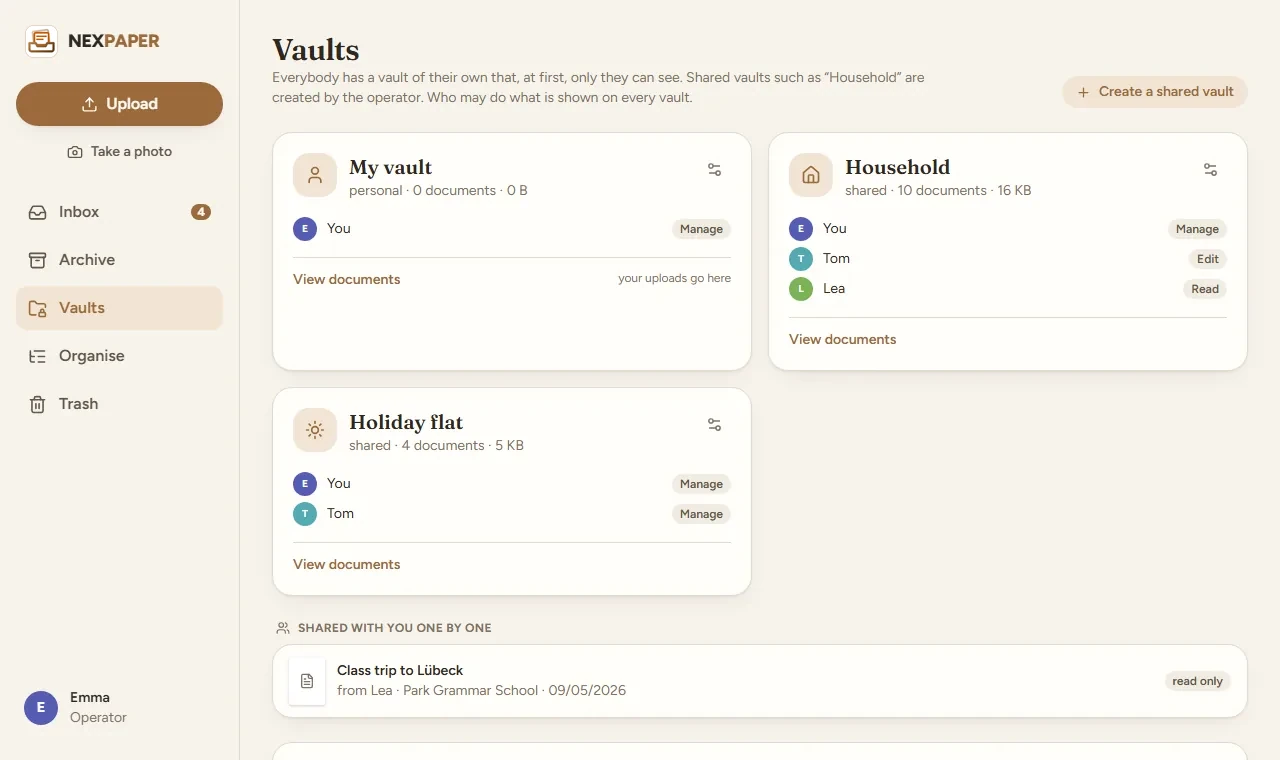 NEXPAPER
Upload
Take a photo
Inbox
4
Archive
Vaults
Organise
Trash
E
Emma
Operator
Vaults
Everybody has a vault of their own that, at first, only they can see. Shared vaults such as “Household” are
created by the operator. Who may do what is shown on every vault.
Create a shared vault
My vault
personal · 0 documents · 0 B
E You Manage
View documents your uploads go here
Household
shared · 10 documents · 16 KB
E You Manage
T Tom Edit
L Lea Read
View documents
Holiday flat
shared · 4 documents · 5 KB
E You Manage
T Tom Manage
View documents
SHARED WITH YOU ONE BY ONE
Class trip to Lübeck
from Lea · Park Grammar School · 09/05/2026
read only